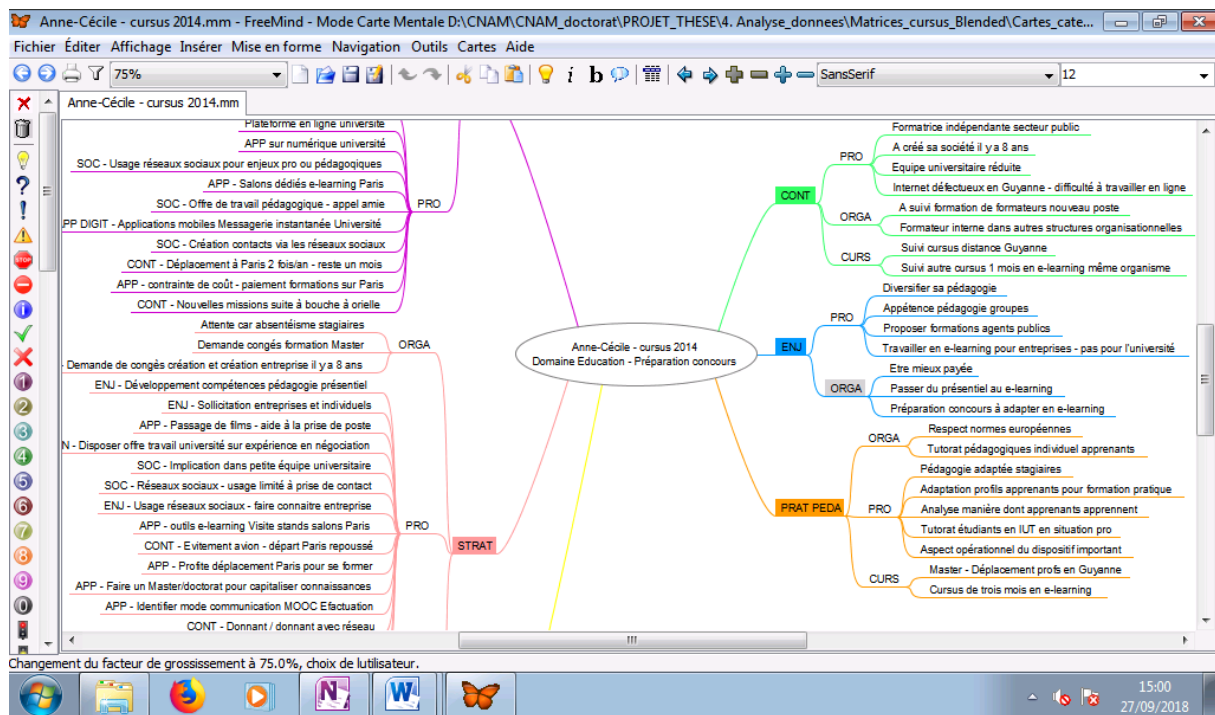 Anne-Cécile - cursus 2014.mm - FreeMind - Mode Carte Mentale D:\CNAM\CNAM_doctorat\PROJET_THESE\4. Analyse_donnees\Matrices_cursus_Blended\Cartes_cate...
Fichier Éditer Affichage Insérer Mise en forme Navigation Outils Cartes Aide
75%
SansSerif
12
Anne-Cécile - cursus 2014.mm
Plateforme en ligne université
APP sur numérique université
SOC - Usage réseaux sociaux pour enjeux pro ou pédagogiques
APP - Salons dédiés e-learning Paris
SOC - Offre de travail pédagogique - appel amie
PP DIGIT - Applications mobiles Messagerie instantanée Université
SOC - Création contacts via les réseaux sociaux
CONT - Déplacement à Paris 2 fois/an - reste un mois
APP - contrainte de coût - paiement formations sur Paris
CONT - Nouvelles missions suite à bouche à orielle
PRO
Attente car absentéisme stagiaires
Demande congés formation Master
- Demande de congés création et création entreprise il y a 8 ans
ORGA
ENJ - Développement compétences pédagogie présentiel
ENJ - Sollicitation entreprises et individuels
APP - Passage de films - aide à la prise de poste
N - Disposer offre travail université sur expérience en négociation
SOC - Implication dans petite équipe universitaire
SOC - Réseaux sociaux - usage limité à prise de contact
ENJ - Usage réseaux sociaux - faire connaitre entreprise
APP - outils e-learning Visite stands salons Paris
CONT - Evitement avion - départ Paris repoussé
APP - Profite déplacement Paris pour se former
APP - Faire un Master/doctorat pour capitaliser connaissances
APP - Identifier mode communication MOOC Efactuation
CONT - Donnant / donnant avec réseau
PRO
STRAT
Anne-Cécile - cursus 2014
Domaine Education - Préparation concours
CONT
PRO
Formatrice indépendante secteur public
A créé sa société il y a 8 ans
Equipe universitaire réduite
Internet défectueux en Guyane - difficulté à travailler en ligne
ORGA
A suivi formation de formateurs nouveau poste
Formateur interne dans autres structures organisationnelles
CURS
Suivi cursus distance Guyane
Suivi autre cursus 1 mois en e-learning même organisme
ENJ
PRO
Diversifier sa pédagogie
Appétence pédagogie groupes
Proposer formations agents publics
Travailler en e-learning pour entreprises - pas pour l'université
ORGA
Etre mieux payée
Passer du présentiel au e-learning
Préparation concours à adapter en e-learning
PRAT PEDA
ORGA
Respect normes européennes
Tutorat pédagogiques individuel apprenants
PRO
Pédagogie adaptée stagiaires
Adaptation profils apprenants pour formation pratique
Analyse manière dont apprenants apprennent
Tutorat étudiants en IUT en situation pro
Aspect opérationnel du dispositif important
CURS
Master - Déplacement profs en Guyane
Cursus de trois mois en e-learning
Changement du facteur de grossissement à 75.0%, choix de lutilisateur.
15:00
27/09/2018